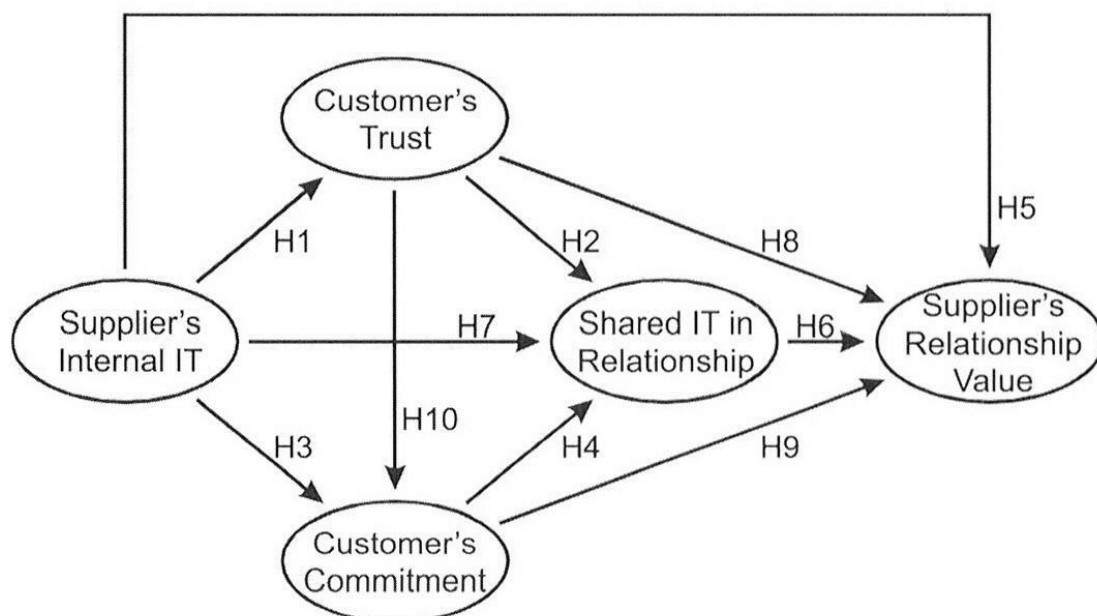 Customer's
Trust
H5
H1
H2
H8
Supplier's
Internal IT
H7
Shared IT in
Relationship
H6
Supplier's
Relationship
Value
H3
H10
H4
H9
Customer's
Commitment